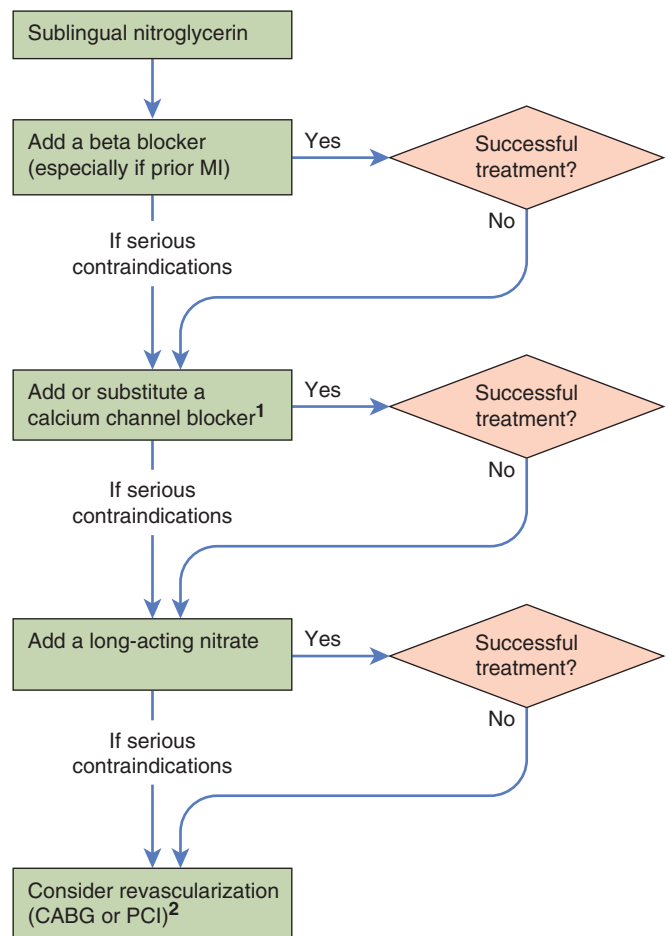 Sublingual nitroglycerin
Add a beta blocker
(especially if prior MI)
Yes
Successful
treatment?
No
If serious
contraindications
Add or substitute a
calcium channel blocker1
Yes
Successful
treatment?
No
If serious
contraindications
Add a long-acting nitrate
Yes
Successful
treatment?
No
If serious
contraindications
Consider revascularization
(CABG or PCI)2